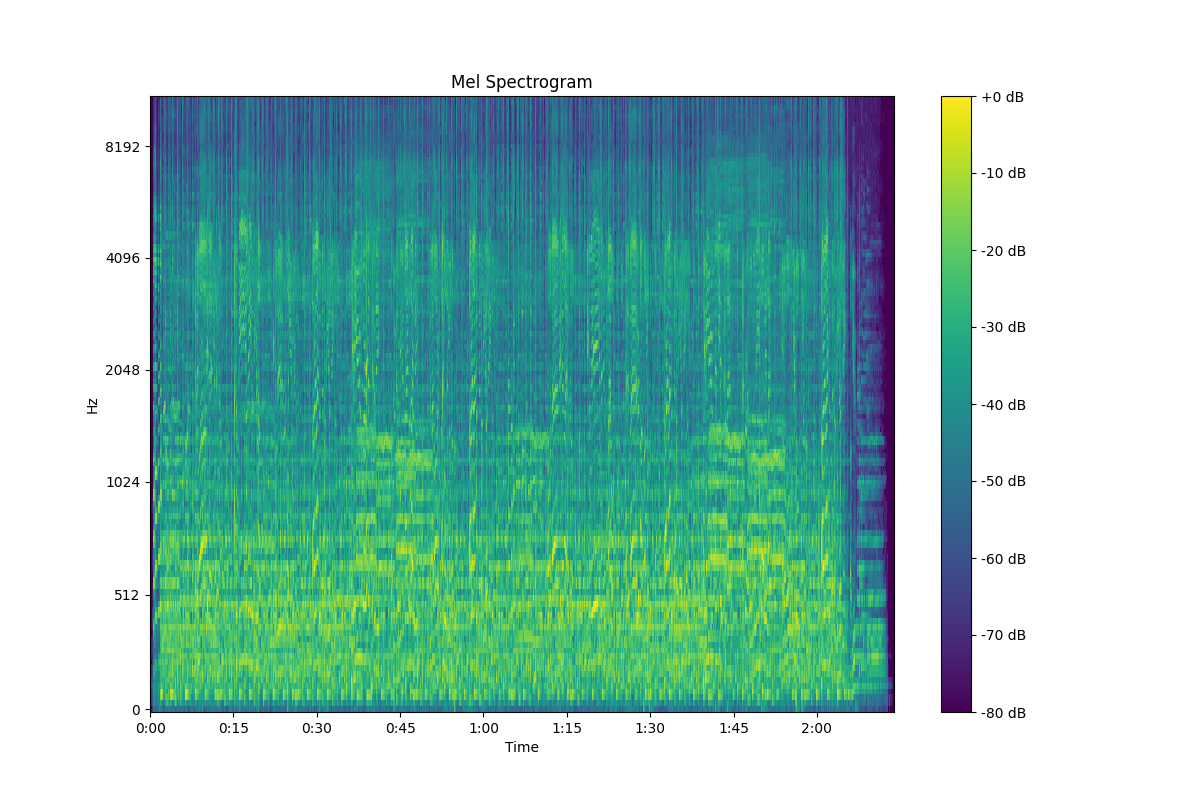 Mel Spectrogram
Hz
8192
4096
2048
1024
512
0
0:00 0:15 0:30 0:45 1:00 1:15 1:30 1:45 2:00
Time
+0 dB
-10 dB
-20 dB
-30 dB
-40 dB
-50 dB
-60 dB
-70 dB
-80 dB